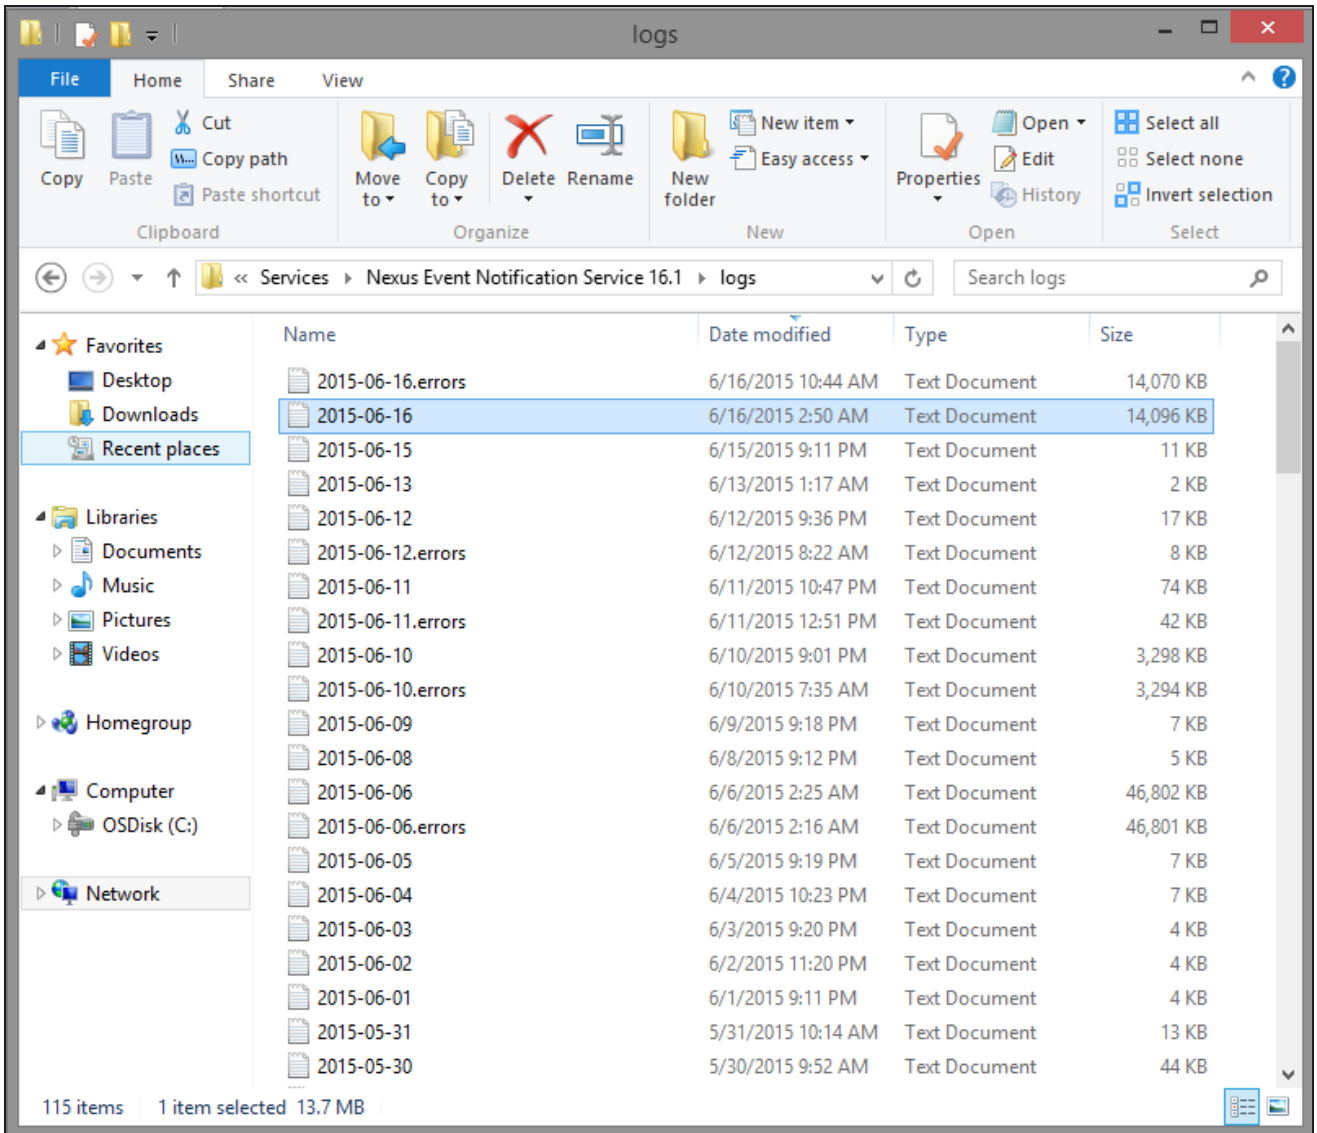 logs
File Home Share View
Copy
Paste
Cut
Copy path
Paste shortcut
Clipboard
Move to
Copy to
Delete
Rename
Organize
New folder
New item
Easy access
New
Properties
Open
Edit
History
Open
Select all
Select none
Invert selection
Select
« Services Nexus Event Notification Service 16.1 logs
Search logs
Favorites
Desktop
Downloads
Recent places
Libraries
Documents
Music
Pictures
Videos
Homegroup
Computer
OSDisk (C:)
Network
Name Date modified Type Size
2015-06-16.errors 6/16/2015 10:44 AM Text Document 14,070 KB
2015-06-16 6/16/2015 2:50 AM Text Document 14,096 KB
2015-06-15 6/15/2015 9:11 PM Text Document 11 KB
2015-06-13 6/13/2015 1:17 AM Text Document 2 KB
2015-06-12 6/12/2015 9:36 PM Text Document 17 KB
2015-06-12.errors 6/12/2015 8:22 AM Text Document 8 KB
2015-06-11 6/11/2015 10:47 PM Text Document 74 KB
2015-06-11.errors 6/11/2015 12:51 PM Text Document 42 KB
2015-06-10 6/10/2015 9:01 PM Text Document 3,298 KB
2015-06-10.errors 6/10/2015 7:35 AM Text Document 3,294 KB
2015-06-09 6/9/2015 9:18 PM Text Document 7 KB
2015-06-08 6/8/2015 9:12 PM Text Document 5 KB
2015-06-06 6/6/2015 2:25 AM Text Document 46,802 KB
2015-06-06.errors 6/6/2015 2:16 AM Text Document 46,801 KB
2015-06-05 6/5/2015 9:19 PM Text Document 7 KB
2015-06-04 6/4/2015 10:23 PM Text Document 7 KB
2015-06-03 6/3/2015 9:20 PM Text Document 4 KB
2015-06-02 6/2/2015 11:20 PM Text Document 4 KB
2015-06-01 6/1/2015 9:11 PM Text Document 4 KB
2015-05-31 5/31/2015 10:14 AM Text Document 13 KB
2015-05-30 5/30/2015 9:52 AM Text Document 44 KB
115 items 1 item selected 13.7 MB